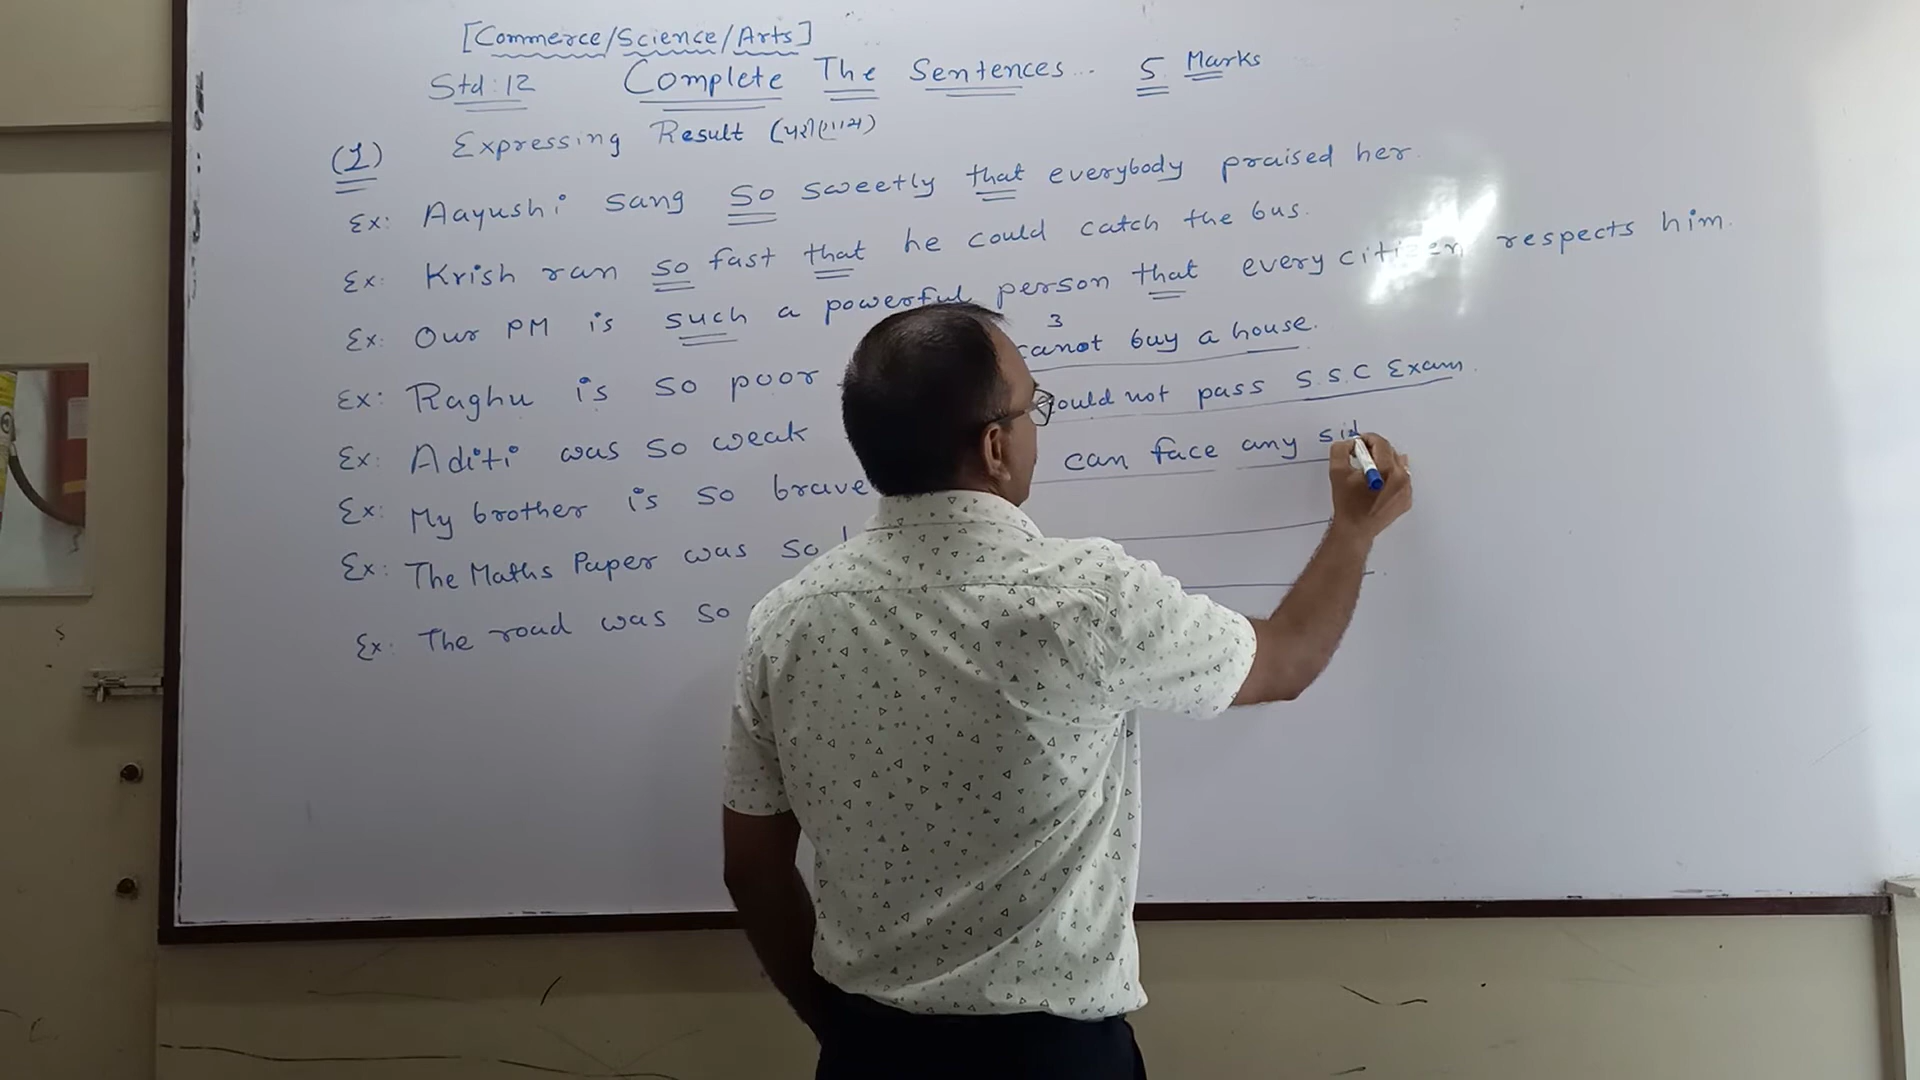 [Commerce/Science/Arts]
Std:12 Complete The Sentences.. 5 Marks
(1) Expressing Result (પરીણામ)
Ex: Aayushi sang so sweetly that everybody praised her.
Ex: Krish ran so fast that he could catch the bus.
Ex: Our PM is such a powerful person that every citizen respects him.
3
Ex: Raghu is so poor canot buy a house.
Ex: Aditi was so weak could not pass S.S.C Exam.
Ex: My brother is so brave can face any sit
Ex: The Maths Paper was so
Ex: The road was so